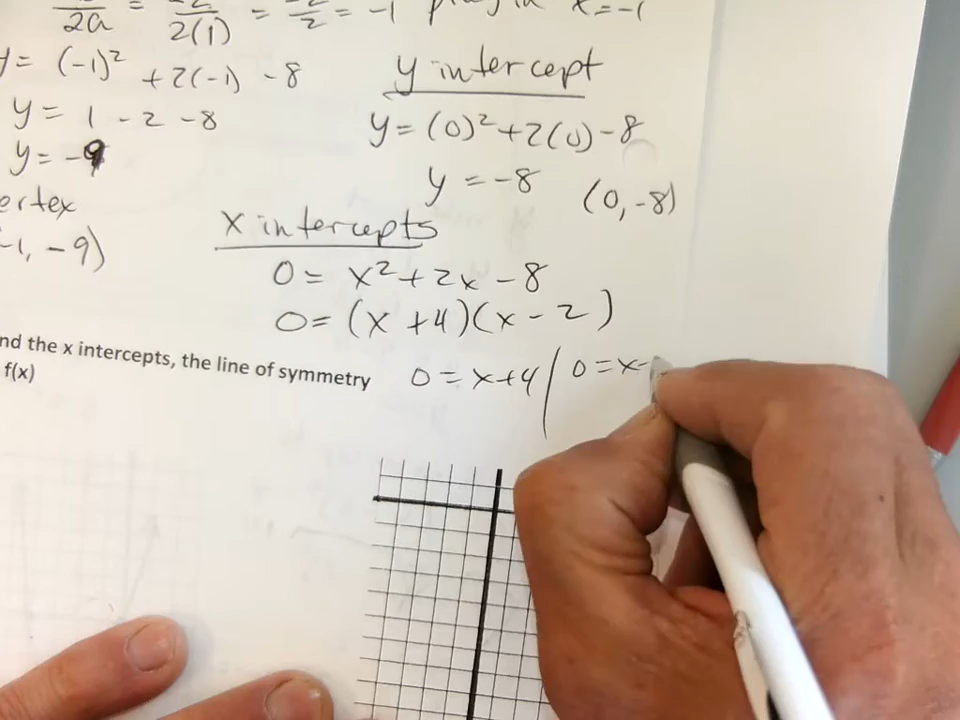 2a = 2(1) = 2 = -1 x=-1
y = (-1)² + 2(-1) - 8
y = 1 - 2 - 8
y = -9
ertex
-1, -9)
y intercept
y = (0)² + 2(0) - 8
y = -8 (0, -8)
x intercepts
0 = x² + 2x - 8
0 = (x + 4)(x - 2)
0 = x+4 / 0 = x-
nd the x intercepts, the line of symmetry
f(x)